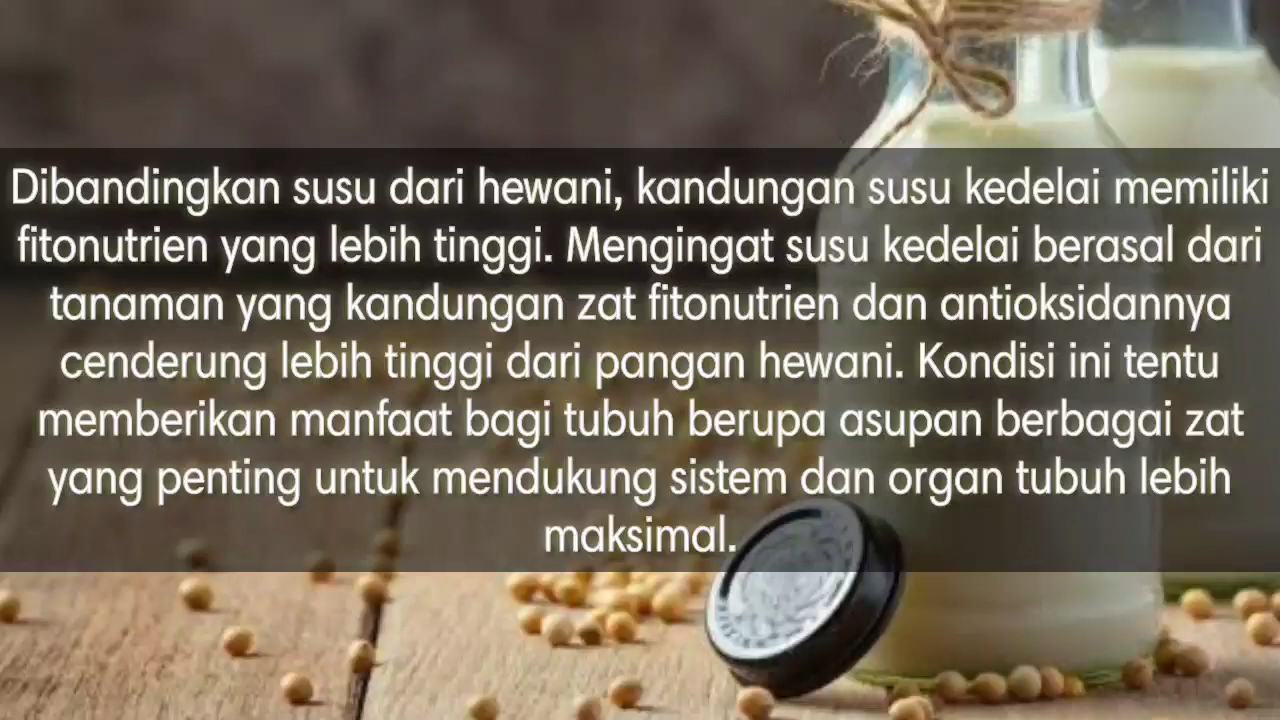 Dibandingkan susu dari hewani, kandungan susu kedelai memiliki
fitonutrien yang lebih tinggi. Mengingat susu kedelai berasal dari
tanaman yang kandungan zat fitonutrien dan antioksidannya
cenderung lebih tinggi dari pangan hewani. Kondisi ini tentu
memberikan manfaat bagi tubuh berupa asupan berbagai zat
yang penting untuk mendukung sistem dan organ tubuh lebih
maksimal.